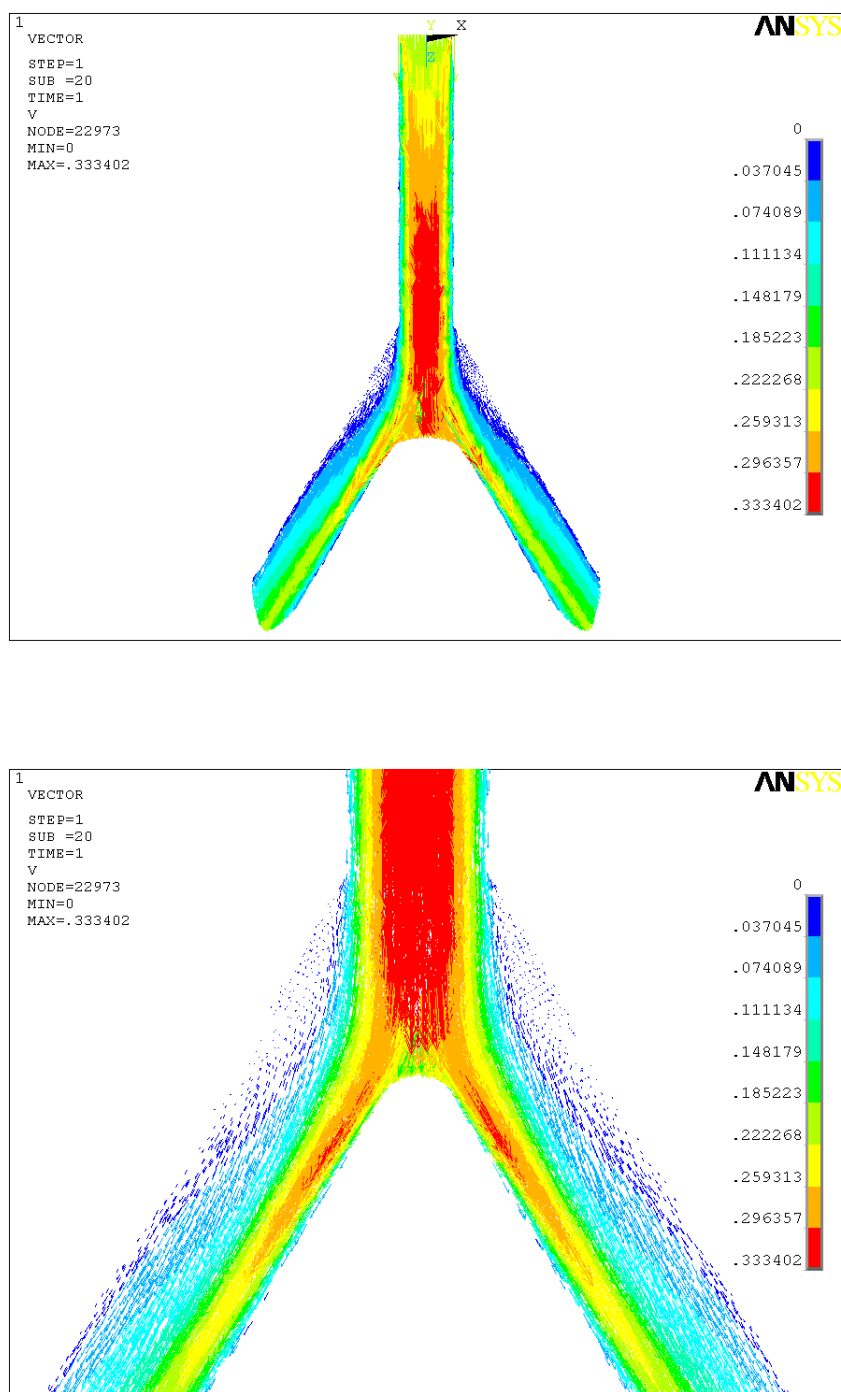 1
VECTOR
STEP=1
SUB =20
TIME=1
V
NODE=22973
MIN=0
MAX=.333402
Y X
Z
ANSYS
0
.037045
.074089
.111134
.148179
.185223
.222268
.259313
.296357
.333402
1
VECTOR
STEP=1
SUB =20
TIME=1
V
NODE=22973
MIN=0
MAX=.333402
ANSYS
0
.037045
.074089
.111134
.148179
.185223
.222268
.259313
.296357
.333402